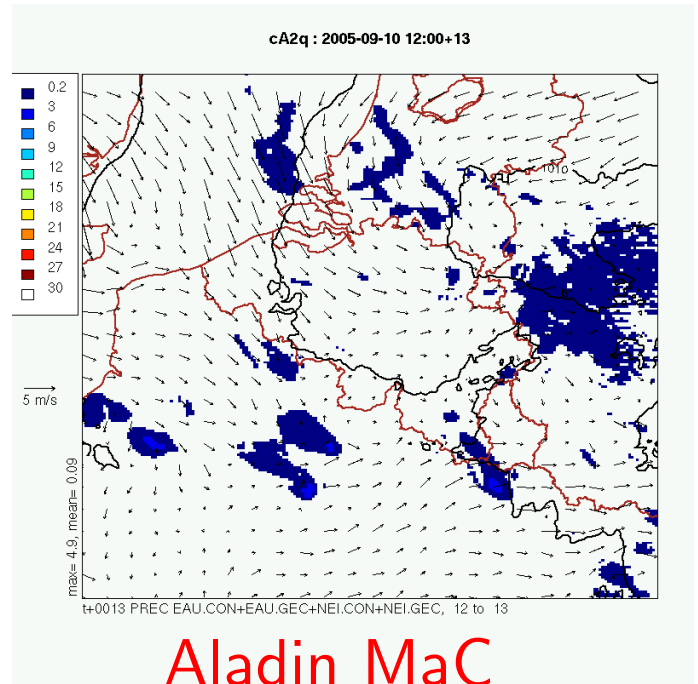 cA2q : 2005-09-10 12:00+13
0.2
3
6
9
12
15
18
21
24
27
30
1010
5 m/s
max= 4.9, mean= 0.09
t+0013 PREC EAU.CON+EAU.GEC+NEI.CON+NEI.GEC, 12 to 13
Aladin MaC